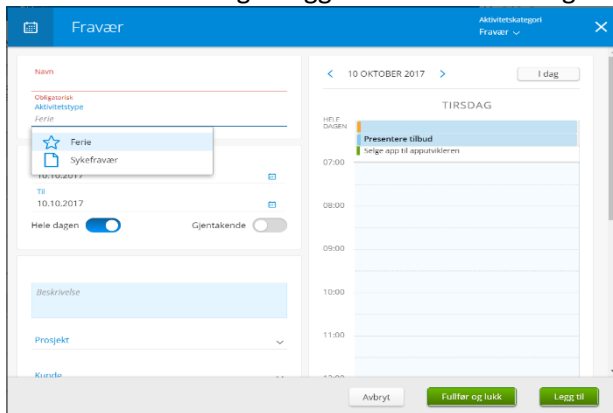 Fravær
Aktivitetskategori
Fravær
Navn
Obligatorisk
Aktivitetstype
Ferie
Ferie
Sykefravær
10.10.2017
Til
10.10.2017
Hele dagen
Gjentakende
Beskrivelse
Prosjekt
Kunde
10 OKTOBER 2017
I dag
TIRSDAG
HELE
DAGEN
Presentere tilbud
Selge app til apputvikleren
07:00
08:00
09:00
10:00
11:00
12:00
Avbryt
Fullfør og lukk
Legg til